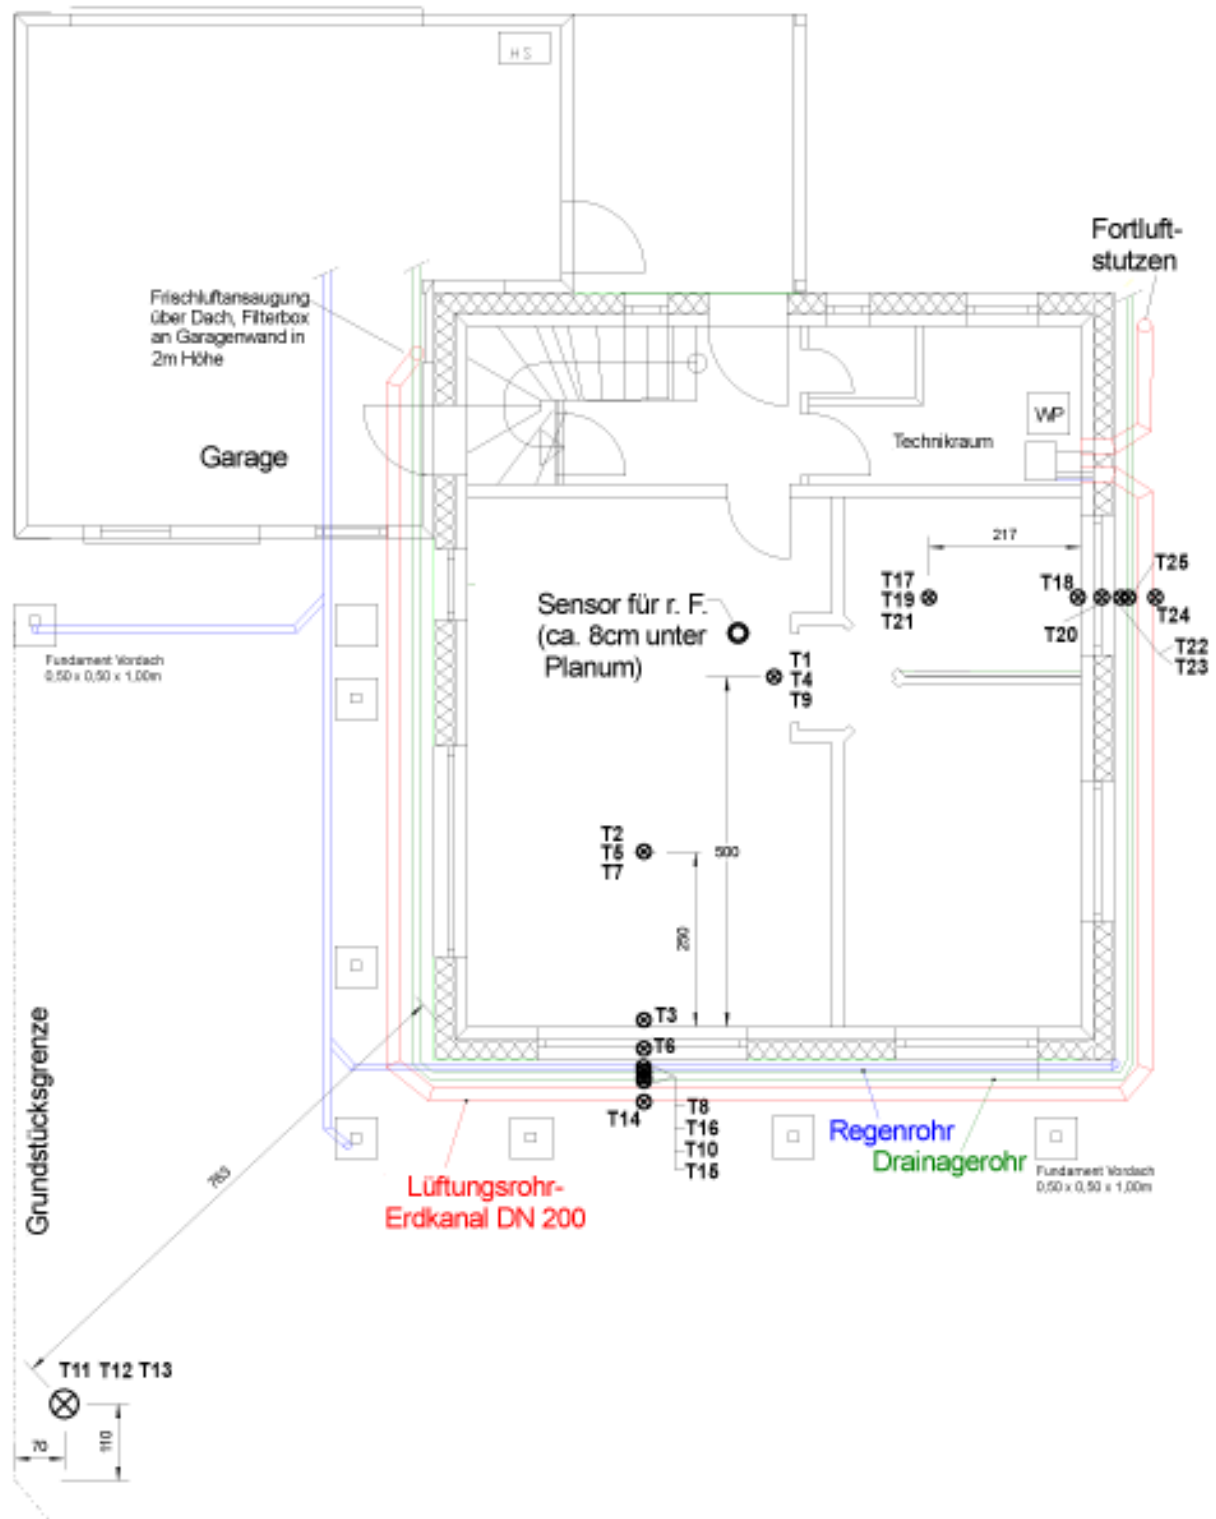 HS
Fortluft-
stutzen
Frischluftansaugung
über Dach, Filterbox
an Garagenwand in
2m Höhe
Garage
WP
Technikraum
217
T17
T19
T21
T18
T20
T25
T24
T22
T23
Sensor für r. F.
(ca. 8cm unter
Planum)
T1
T4
T9
Fundament Vordach
0,50 x 0,50 x 1,00m
T2
T5
T7
500
250
T3
T6
T14
T8
T16
T10
T15
Regenrohr
Drainagerohr
Fundament Vordach
0,50 x 0,50 x 1,00m
Lüftungsrohr-
Erdkanal DN 200
Grundstücksgrenze
763
T11 T12 T13
70
110